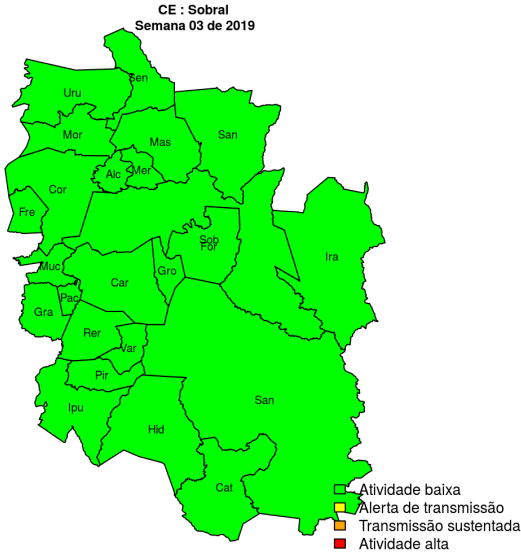 CE : Sobral
Semana 03 de 2019
Sen
Uru
Mor
Mas
San
Alc
Mer
Cor
Fre
Sob
For
Ira
Muc
Gro
Car
Pac
Gra
Rer
Var
Pir
San
Ipu
Hid
Cat
Atividade baixa
Alerta de transmissão
Transmissão sustentada
Atividade alta